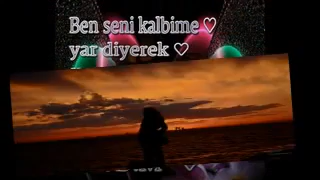 Ben seni kalbime ♡
yar diyerek ♡